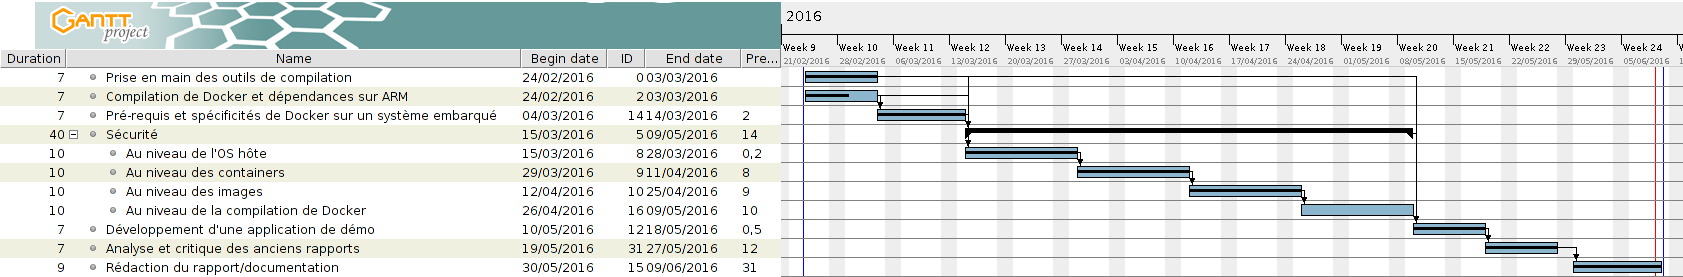 GANTT project
2016
Duration Name Begin date ID End date Pre...
Week 9 Week 10 Week 11 Week 12 Week 13 Week 14 Week 15 Week 16 Week 17 Week 18 Week 19 Week 20 Week 21 Week 22 Week 23 Week 24
21/02/2016 28/02/2016 06/03/2016 13/03/2016 20/03/2016 27/03/2016 03/04/2016 10/04/2016 17/04/2016 24/04/2016 01/05/2016 08/05/2016 15/05/2016 22/05/2016 29/05/2016 05/06/2016
7 Prise en main des outils de compilation 24/02/2016 0 03/03/2016
7 Compilation de Docker et dépendances sur ARM 24/02/2016 2 03/03/2016
7 Pré-requis et spécificités de Docker sur un système embarqué 04/03/2016 14 14/03/2016 2
40 Sécurité 15/03/2016 5 09/05/2016 14
10 Au niveau de l'OS hôte 15/03/2016 8 28/03/2016 0,2
10 Au niveau des containers 29/03/2016 9 11/04/2016 8
10 Au niveau des images 12/04/2016 10 25/04/2016 9
10 Au niveau de la compilation de Docker 26/04/2016 16 09/05/2016 10
7 Développement d'une application de démo 10/05/2016 12 18/05/2016 0,5
7 Analyse et critique des anciens rapports 19/05/2016 31 27/05/2016 12
9 Rédaction du rapport/documentation 30/05/2016 15 09/06/2016 31